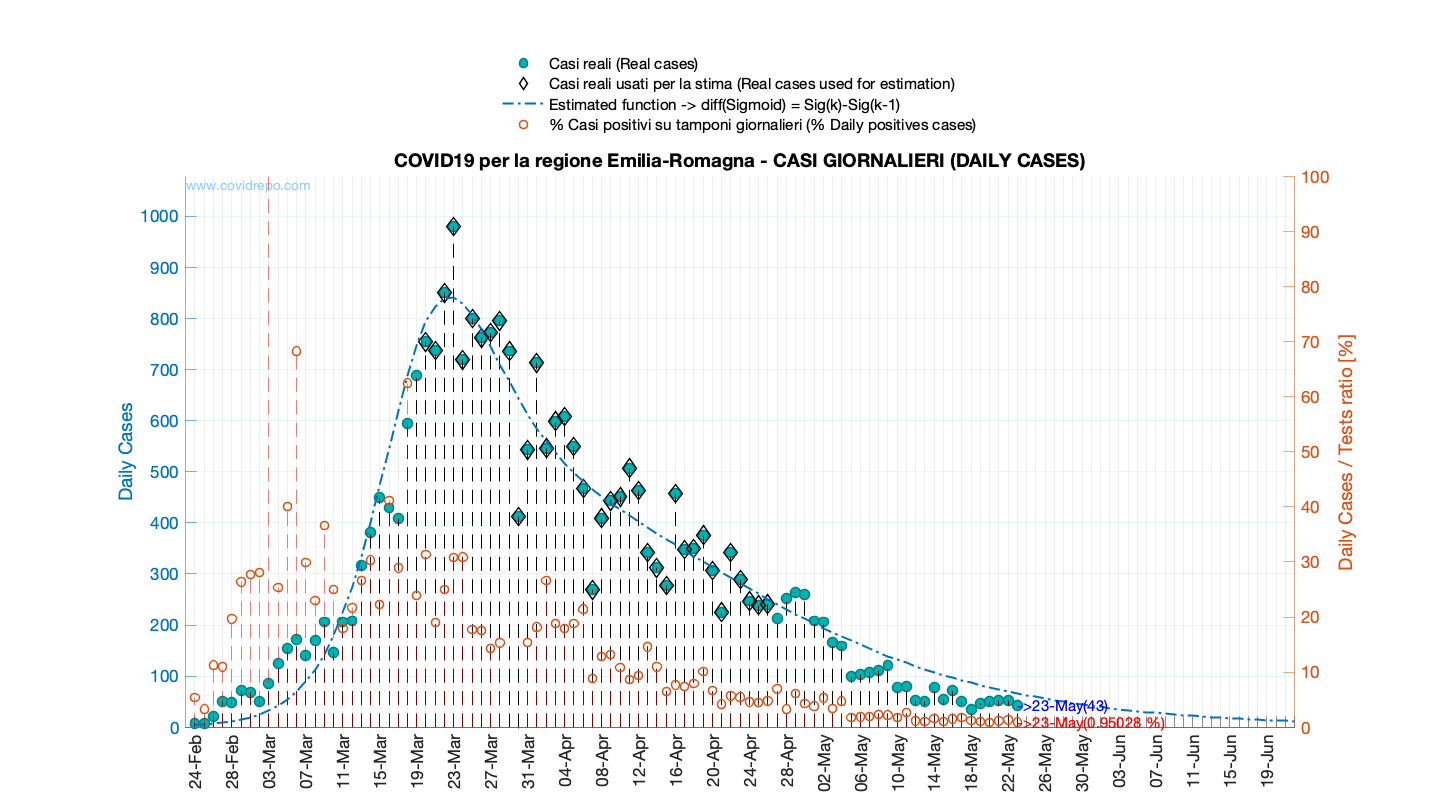 Casi reali (Real cases)
Casi reali usati per la stima (Real cases used for estimation)
Estimated function -> diff(Sigmoid) = Sig(k)-Sig(k-1)
% Casi positivi su tamponi giornalieri (% Daily positives cases)
COVID19 per la regione Emilia-Romagna - CASI GIORNALIERI (DAILY CASES)
www.covidrepo.com
Daily Cases
1000
900
800
700
600
500
400
300
200
100
0
100
90
80
70
60
50
40
30
20
10
0
Daily Cases / Tests ratio [%]
->23-May(43)
->23-May(0.95028 %)
24-Feb
28-Feb
03-Mar
07-Mar
11-Mar
15-Mar
19-Mar
23-Mar
27-Mar
31-Mar
04-Apr
08-Apr
12-Apr
16-Apr
20-Apr
24-Apr
28-Apr
02-May
06-May
10-May
14-May
18-May
22-May
26-May
30-May
03-Jun
07-Jun
11-Jun
15-Jun
19-Jun